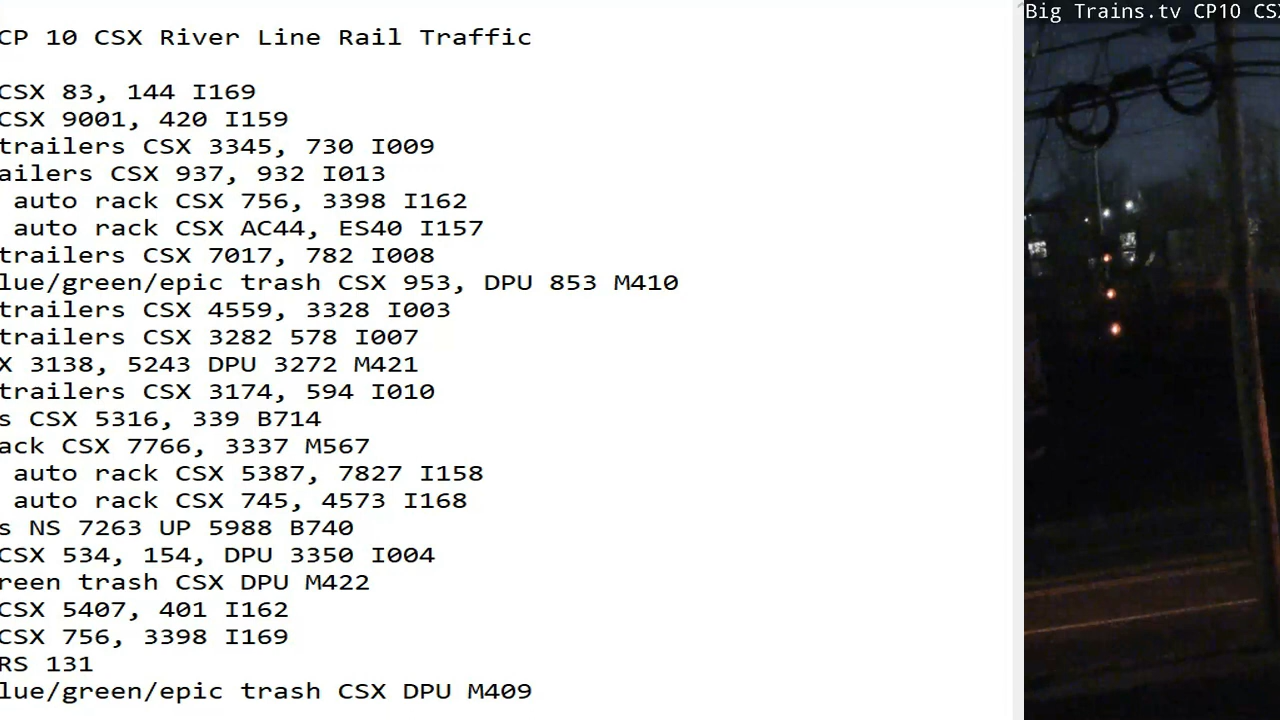 CP 10 CSX River Line Rail Traffic
CSX 83, 144 I169
CSX 9001, 420 I159
trailers CSX 3345, 730 I009
ailers CSX 937, 932 I013
auto rack CSX 756, 3398 I162
auto rack CSX AC44, ES40 I157
trailers CSX 7017, 782 I008
lue/green/epic trash CSX 953, DPU 853 M410
trailers CSX 4559, 3328 I003
trailers CSX 3282 578 I007
X 3138, 5243 DPU 3272 M421
trailers CSX 3174, 594 I010
s CSX 5316, 339 B714
ack CSX 7766, 3337 M567
auto rack CSX 5387, 7827 I158
auto rack CSX 745, 4573 I168
s NS 7263 UP 5988 B740
CSX 534, 154, DPU 3350 I004
reen trash CSX DPU M422
CSX 5407, 401 I162
CSX 756, 3398 I169
RS 131
lue/green/epic trash CSX DPU M409
Big Trains.tv CP10 CSX